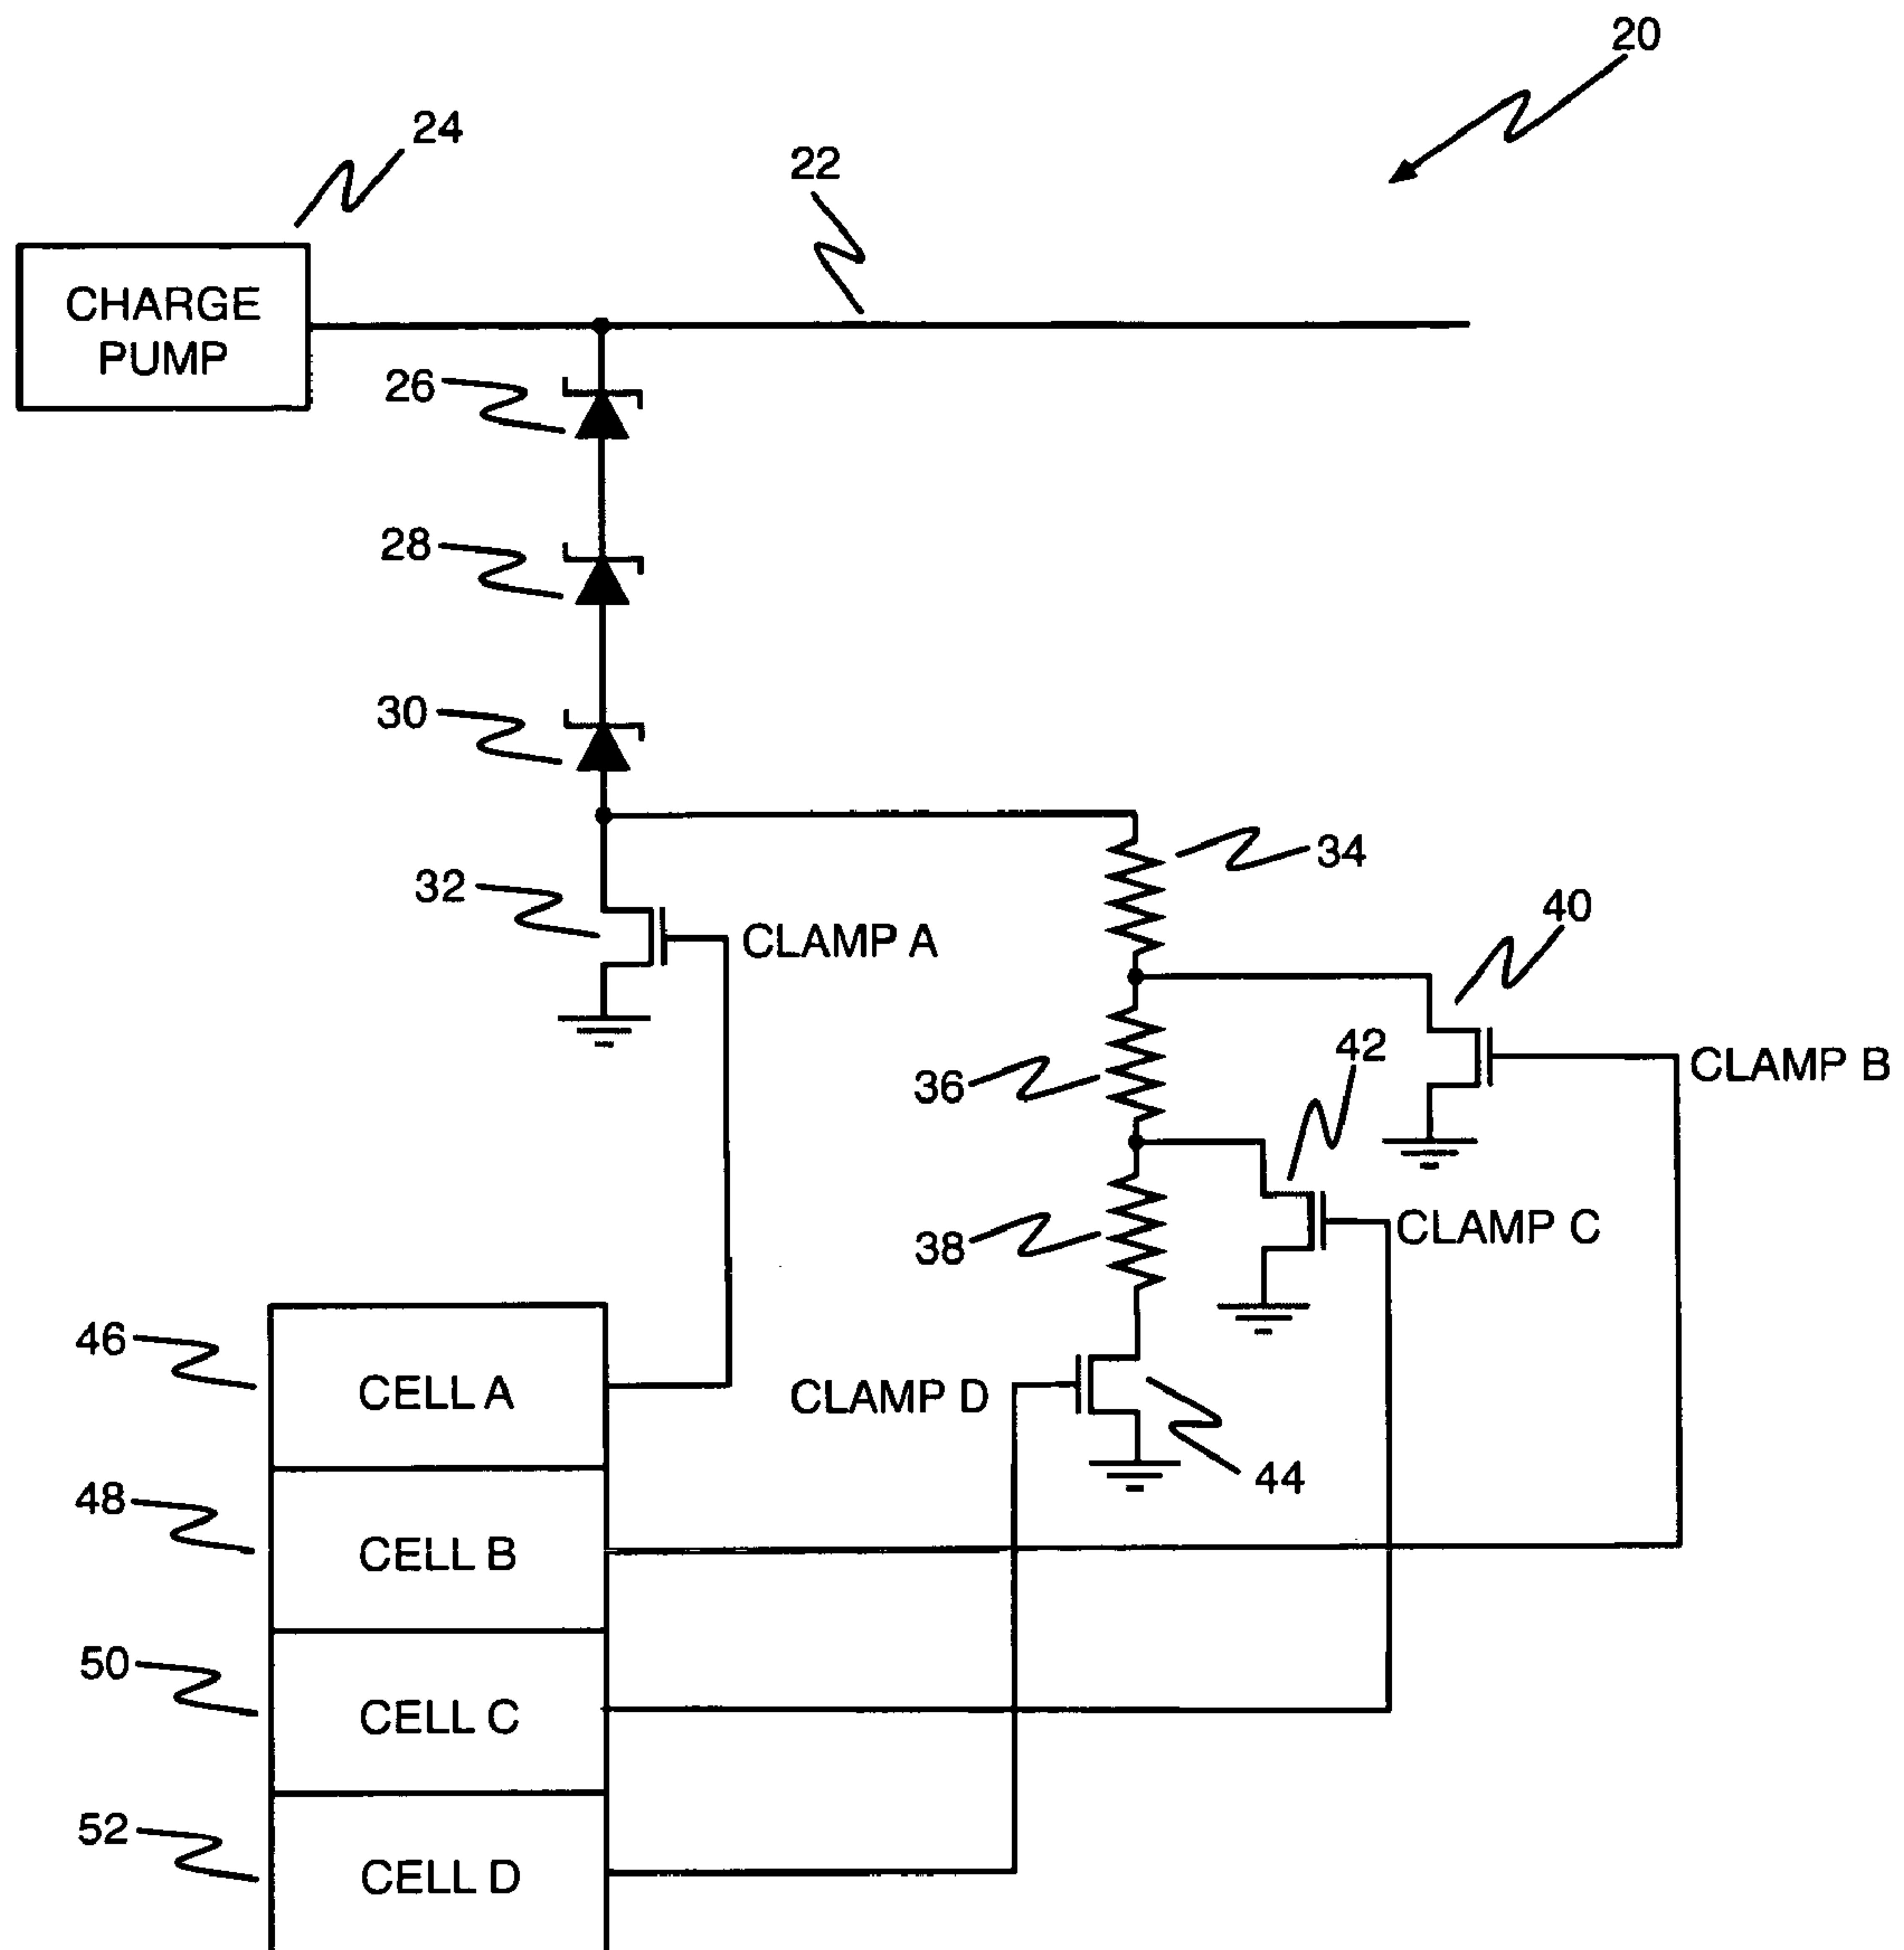 20
24
22
CHARGE
PUMP
26
28
30
34
32
CLAMP A
40
42
36
CLAMP B
CLAMP C
38
46
CELL A
CLAMP D
44
48
CELL B
50
CELL C
52
CELL D